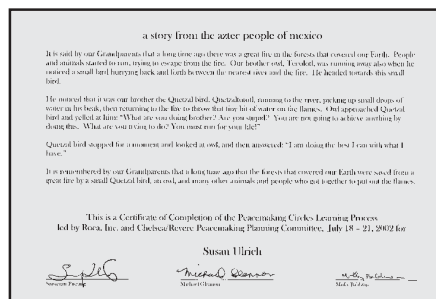 a story from the aztec people of mexico
It is said by our Grandparents that a long time ago there was a great fire in the forests that covered our Earth. People
and animals started to run, trying to escape from the fire. Our brother owl, Tecolotl, was running away also when he
noticed a small bird hurrying back and forth between the nearest river and the fire. He headed towards this small
bird.
He noticed that it was our brother the Quetzal bird, Quetzaltototl, running to the river, picking up small drops of
water in his beak, then returning to the fire to throw that tiny bit of water on the flames. Owl approached Quetzal
bird and yelled at him: "What are you doing brother? Are you stupid? You are not going to achieve anything by
doing this. What are you trying to do? You must run for your life!"
Quetzal bird stopped for a moment and looked at owl, and then answered: "I am doing the best I can with what I
have."
It is remembered by our Grandparents that a long time ago that the forests that covered our Earth were saved from a
great fire by a small Quetzal bird, an owl, and many other animals and people who got together to put out the flames.
This is a Certificate of Completion of the Peacemaking Circles Learning Process
led by Roca, Inc. and Chelsea/Revere Peacemaking Planning Committee, July 18 - 21, 2002 for
Susan Ulrich
Michael Glennon